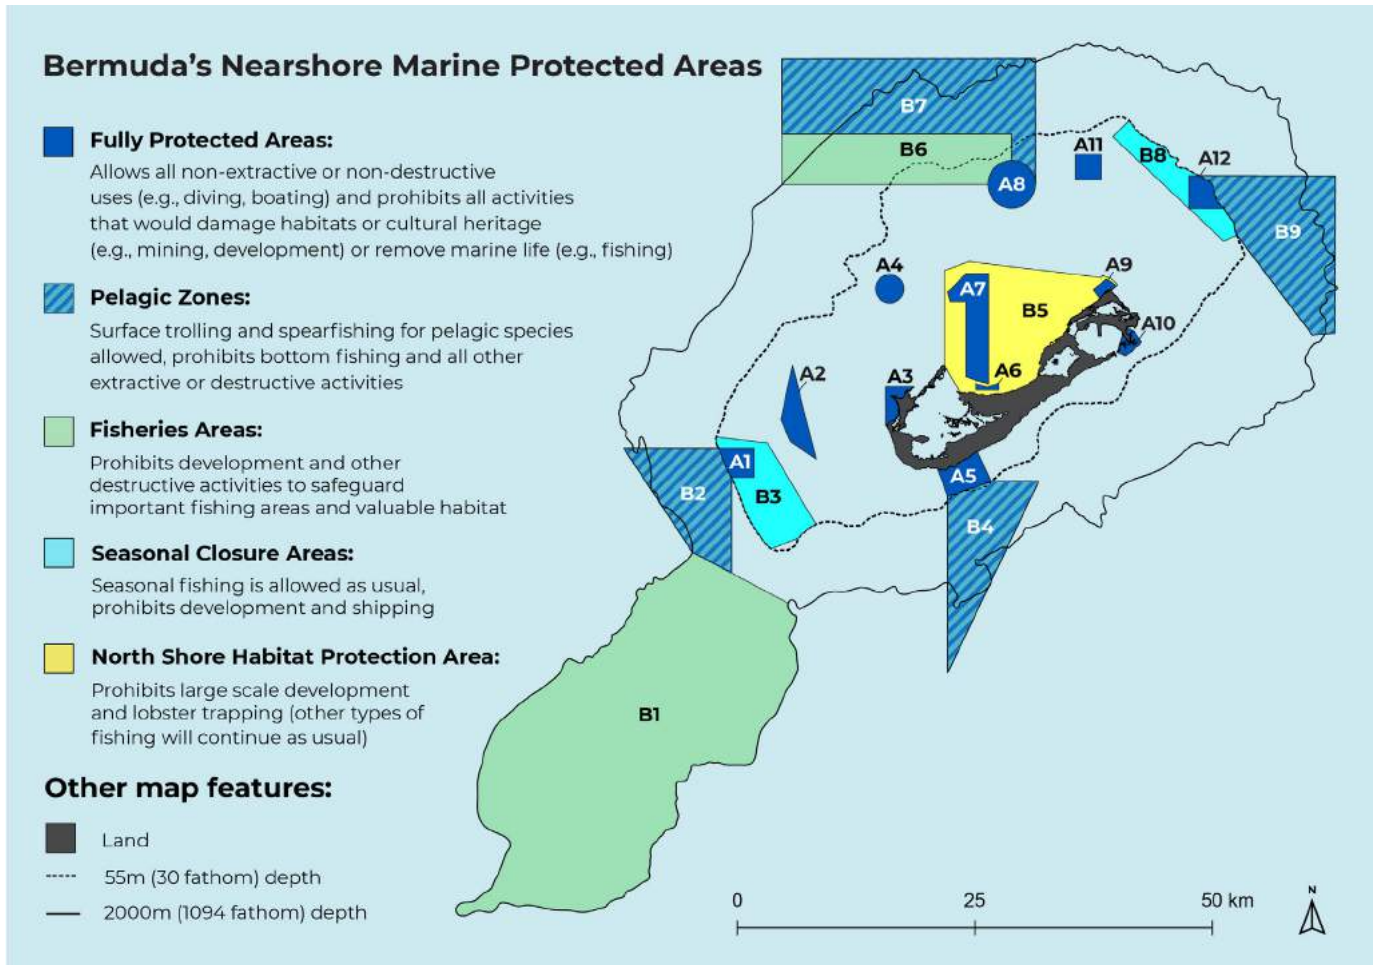 Bermuda's Nearshore Marine Protected Areas
Fully Protected Areas:
Allows all non-extractive or non-destructive
uses (e.g., diving, boating) and prohibits all activities
that would damage habitats or cultural heritage
(e.g., mining, development) or remove marine life (e.g., fishing)
Pelagic Zones:
Surface trolling and spearfishing for pelagic species
allowed, prohibits bottom fishing and all other
extractive or destructive activities
Fisheries Areas:
Prohibits development and other
destructive activities to safeguard
important fishing areas and valuable habitat
Seasonal Closure Areas:
Seasonal fishing is allowed as usual,
prohibits development and shipping
North Shore Habitat Protection Area:
Prohibits large scale development
and lobster trapping (other types of
fishing will continue as usual)
Other map features:
Land
55m (30 fathom) depth
2000m (1094 fathom) depth
B7
B6
A8
A11
B8
A12
B9
A4
A7
A9
B5
A10
A2
A3
A6
A1
B2
B3
A5
B4
B1
0 25 50 km
N